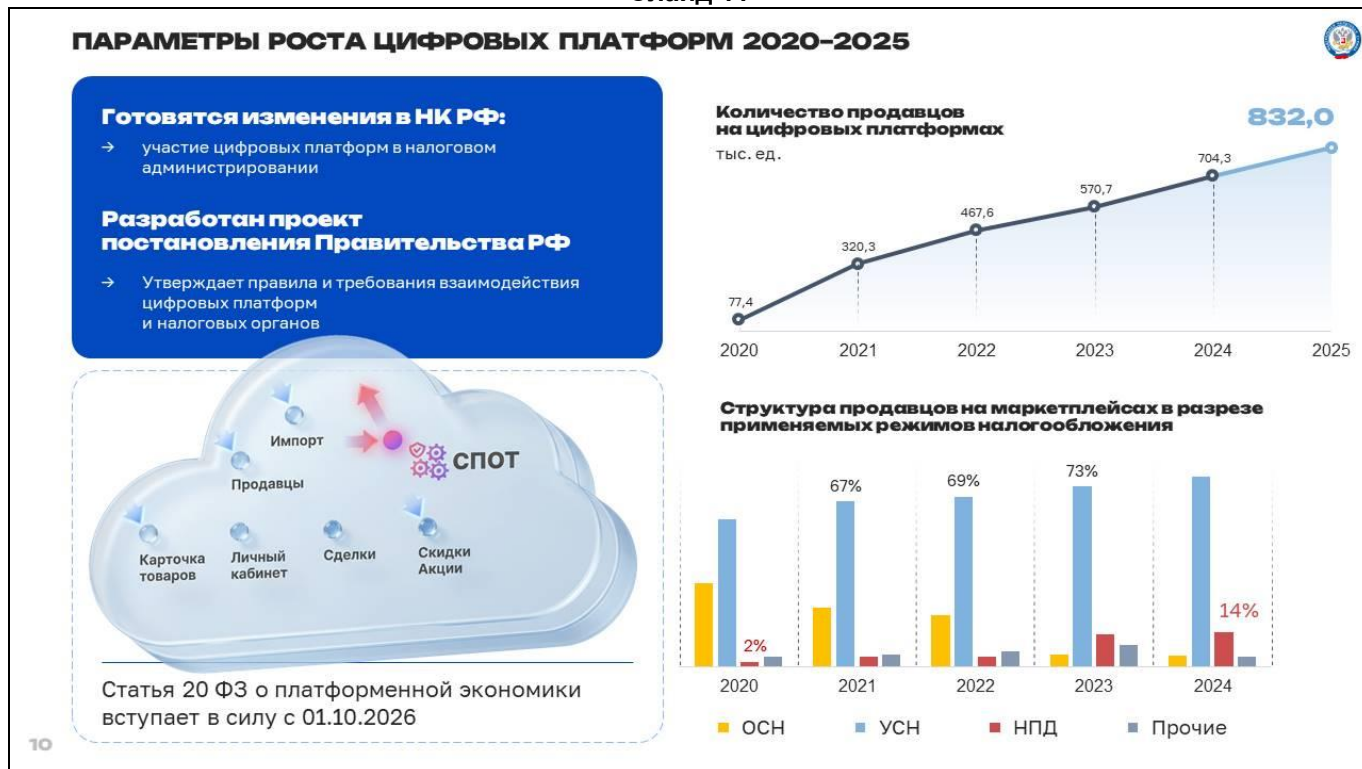 ПАРАМЕТРЫ РОСТА ЦИФРОВЫХ ПЛАТФОРМ 2020–2025
Готовятся изменения в НК РФ:
→ участие цифровых платформ в налоговом
администрировании
Разработан проект
постановления Правительства РФ
→ Утверждает правила и требования взаимодействия
цифровых платформ
и налоговых органов
Импорт
СПОТ
Продавцы
Карточка
товаров
Личный
кабинет
Сделки
Скидки
Акции
Статья 20 ФЗ о платформенной экономики
вступает в силу с 01.10.2026
Количество продавцов
на цифровых платформах
тыс. ед.
77,4
320,3
467,6
570,7
704,3
832,0
2020 2021 2022 2023 2024 2025
Структура продавцов на маркетплейсах в разрезе
применяемых режимов налогообложения
2%
67%
69%
73%
14%
2020 2021 2022 2023 2024
ОСН УСН НПД Прочие
10